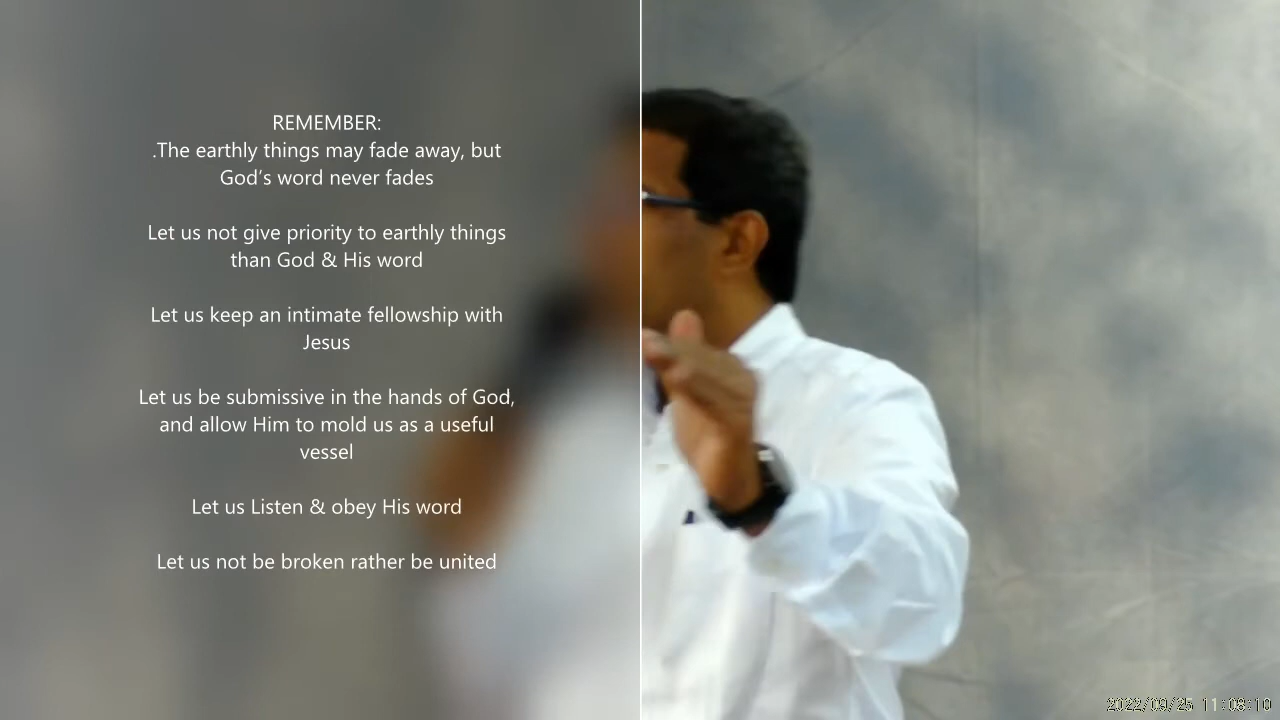 REMEMBER:
.The earthly things may fade away, but
God's word never fades
Let us not give priority to earthly things
than God & His word
Let us keep an intimate fellowship with
Jesus
Let us be submissive in the hands of God,
and allow Him to mold us as a useful
vessel
Let us Listen & obey His word
Let us not be broken rather be united
2022/09/25 11:08:10